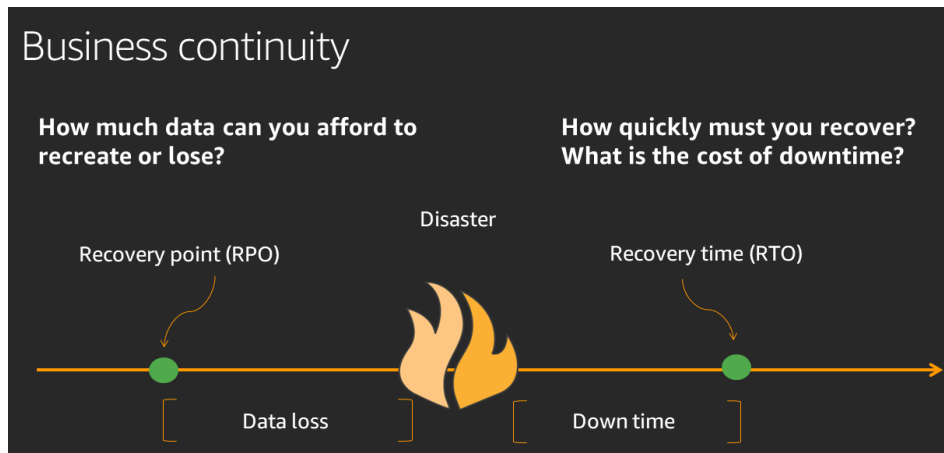 Business continuity
How much data can you afford to
recreate or lose?
How quickly must you recover?
What is the cost of downtime?
Disaster
Recovery point (RPO)
Recovery time (RTO)
Data loss
Down time